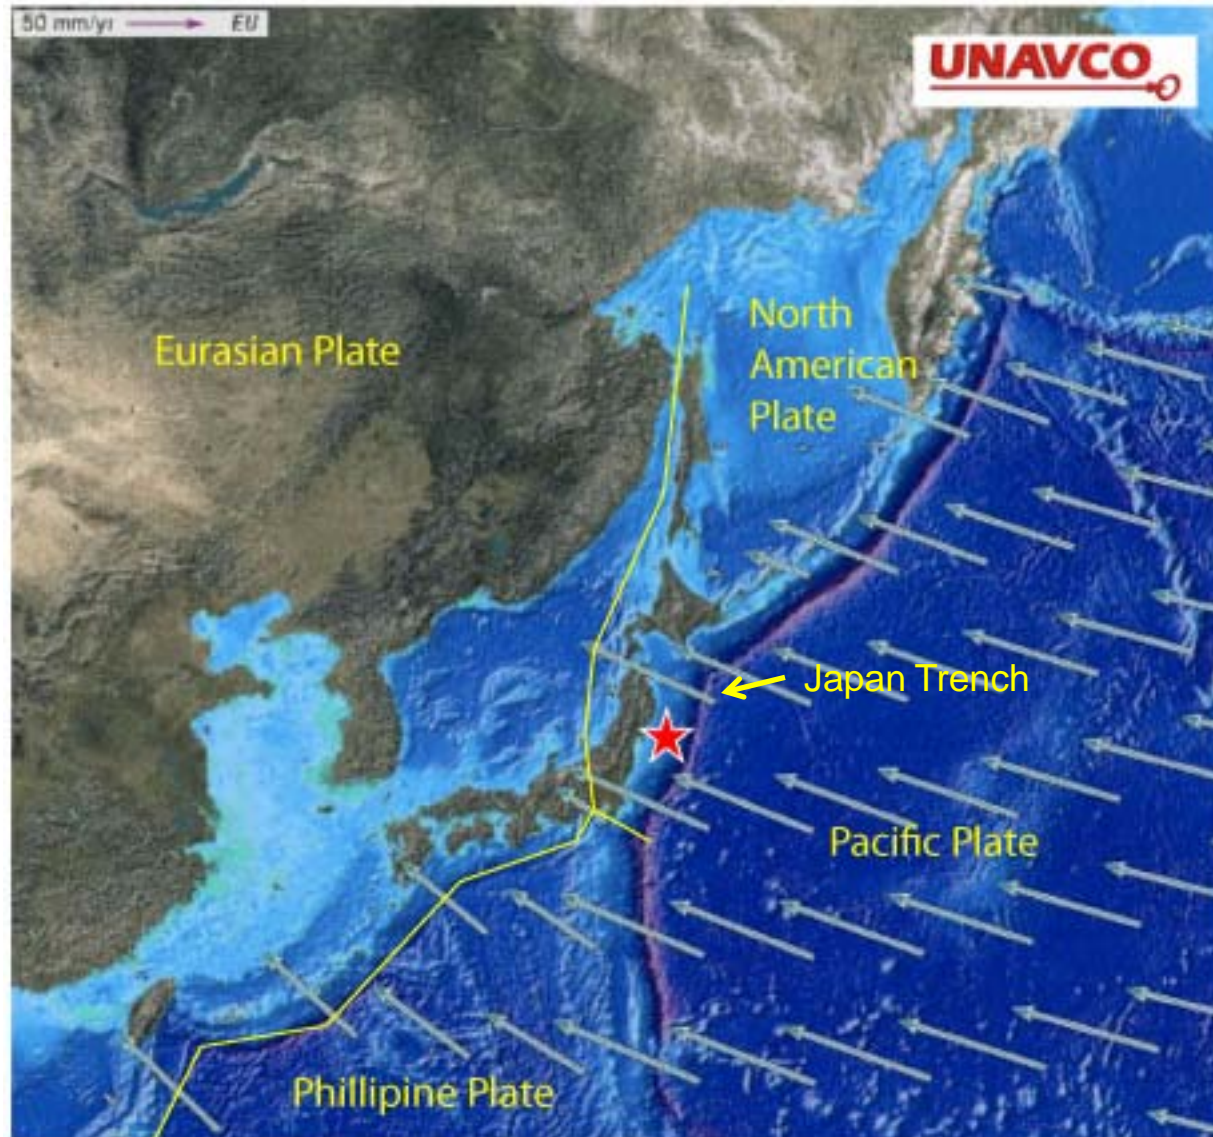 50 mm/yr EU
UNAVCO
North
American
Plate
Eurasian Plate
Japan Trench
Pacific Plate
Phillipine Plate